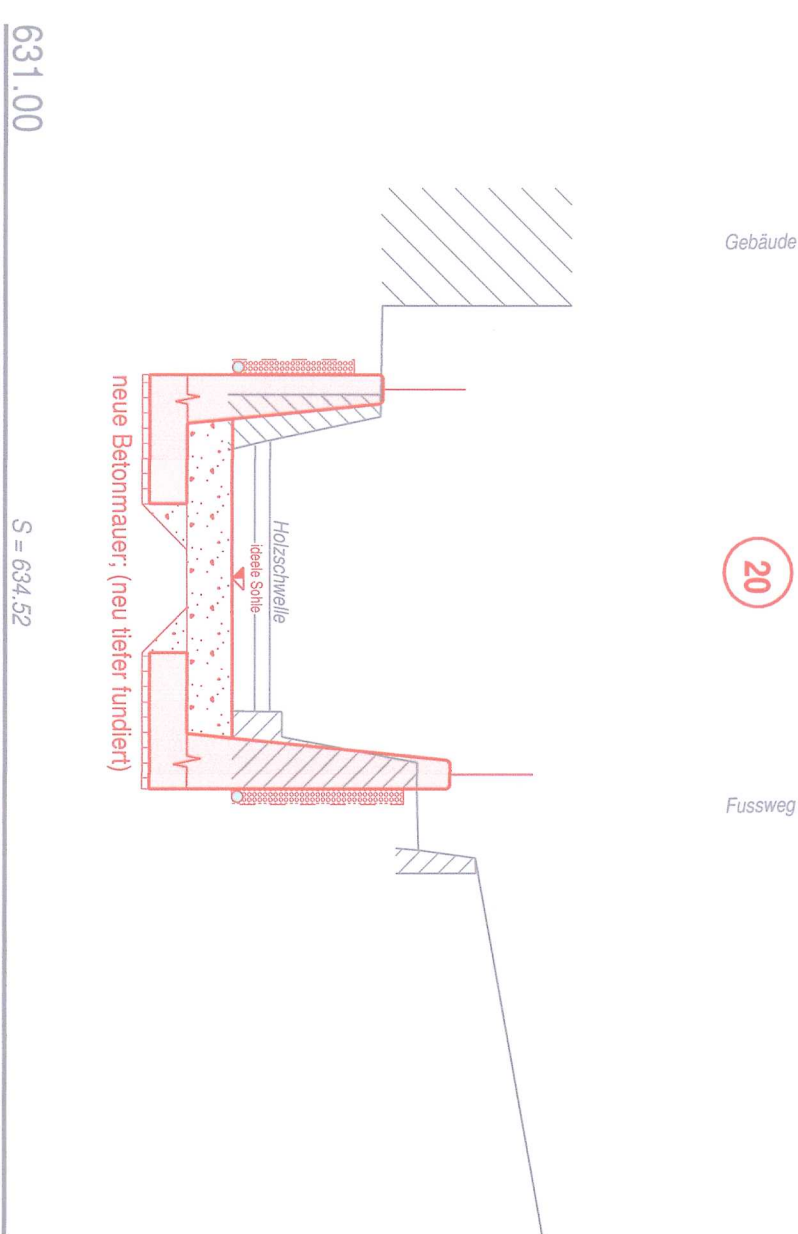 Gebäude
20
Fussweg
Holzschwelle
ideele Sohle
neue Betonmauer; (neu tiefer fundiert)
631.00
S = 634.52